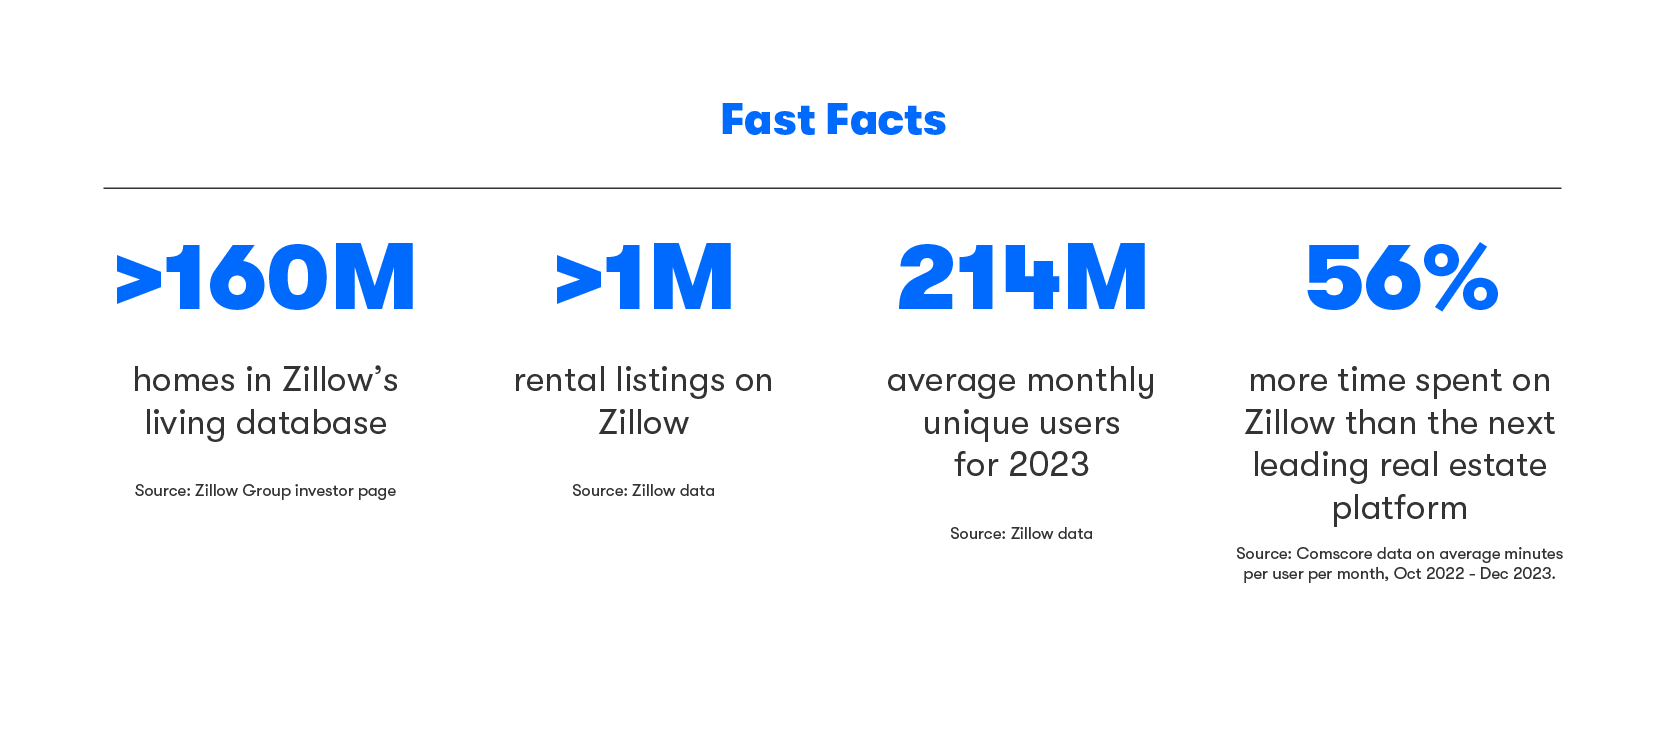 Fast Facts
>160M
homes in Zillow’s
living database
Source: Zillow Group investor page
>1M
rental listings on
Zillow
Source: Zillow data
214M
average monthly
unique users
for 2023
Source: Zillow data
56%
more time spent on
Zillow than the next
leading real estate
platform
Source: Comscore data on average minutes
per user per month, Oct 2022 - Dec 2023.